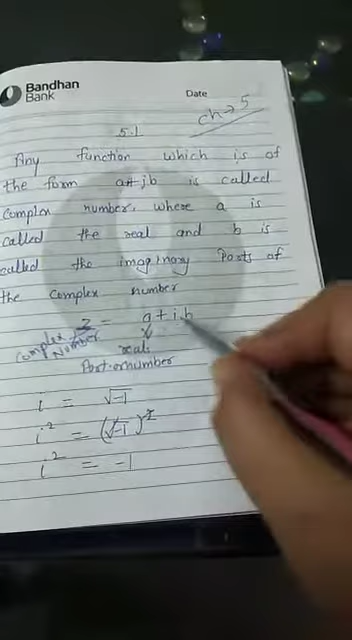 Bandhan
Bank
Date
ch → 5
5.1
Any function which is of
the form a+ib is called
Complex number, where a is
called the real and b is
called the imaginary Parts of
the complex number
z = a+ib
Complex Number
real
Part or number
i = √-1
i² = (√-1)²
i² = -1